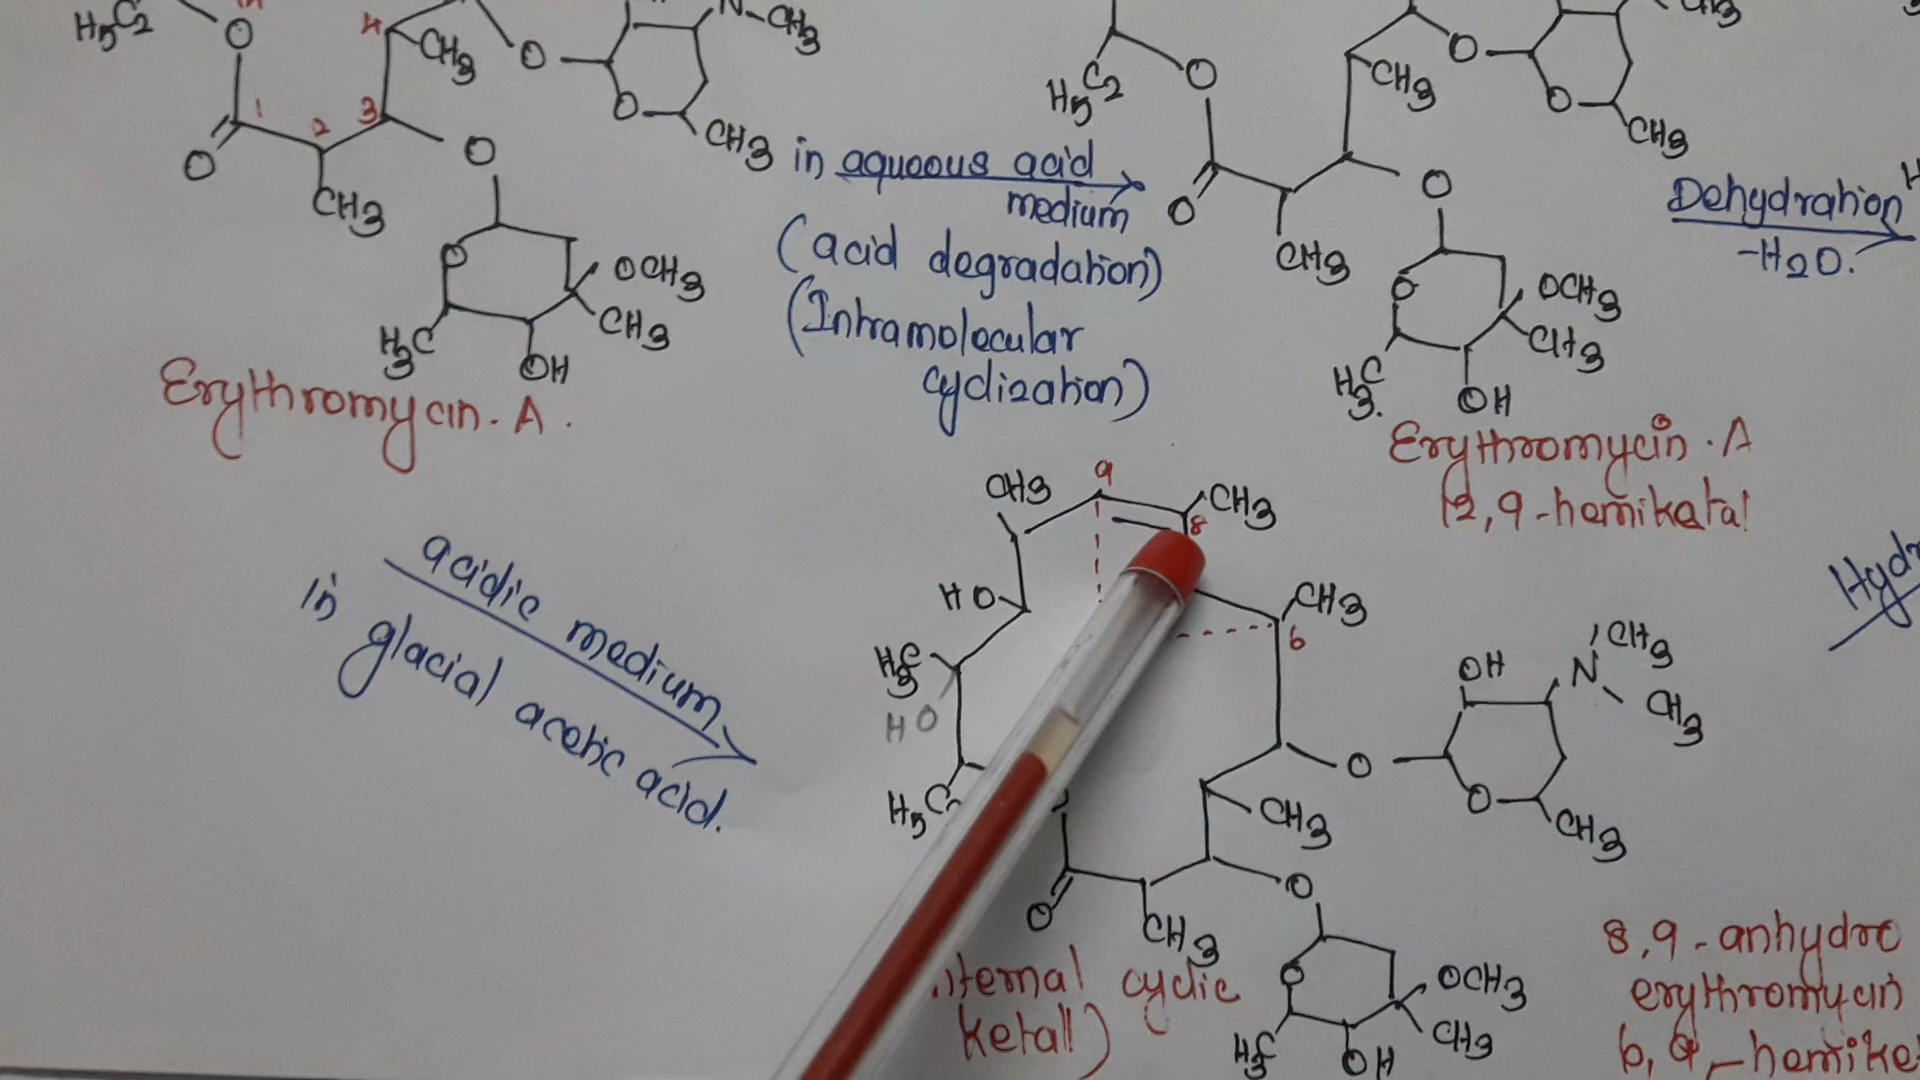 H5C2
O
4
CH3
O
N-CH3
O
CH3
1
2
3
O
O
CH3
O
OCH3
CH3
H3C
OH
Erythromycin-A.
in aqueous acid
medium
(acid degradation)
(Intramolecular
cyclization)
H5C2
O
CH3
O
O
CH3
O
O
CH3
O
OCH3
CH3
H3C.
OH
Erythromycin.A
12,9-hemiketal
Dehydration
-H2O.
acidic medium
in glacial acetic acid.
CH3
9
CH3
8
HO
CH3
6
H3C
HO
OH
N
CH3
CH3
O
O
CH3
CH3
O
O
CH3
O
OCH3
CH3
H3C
OH
cyclic
ketal)
8,9-anhydro
erythromycin
6,9-hemike